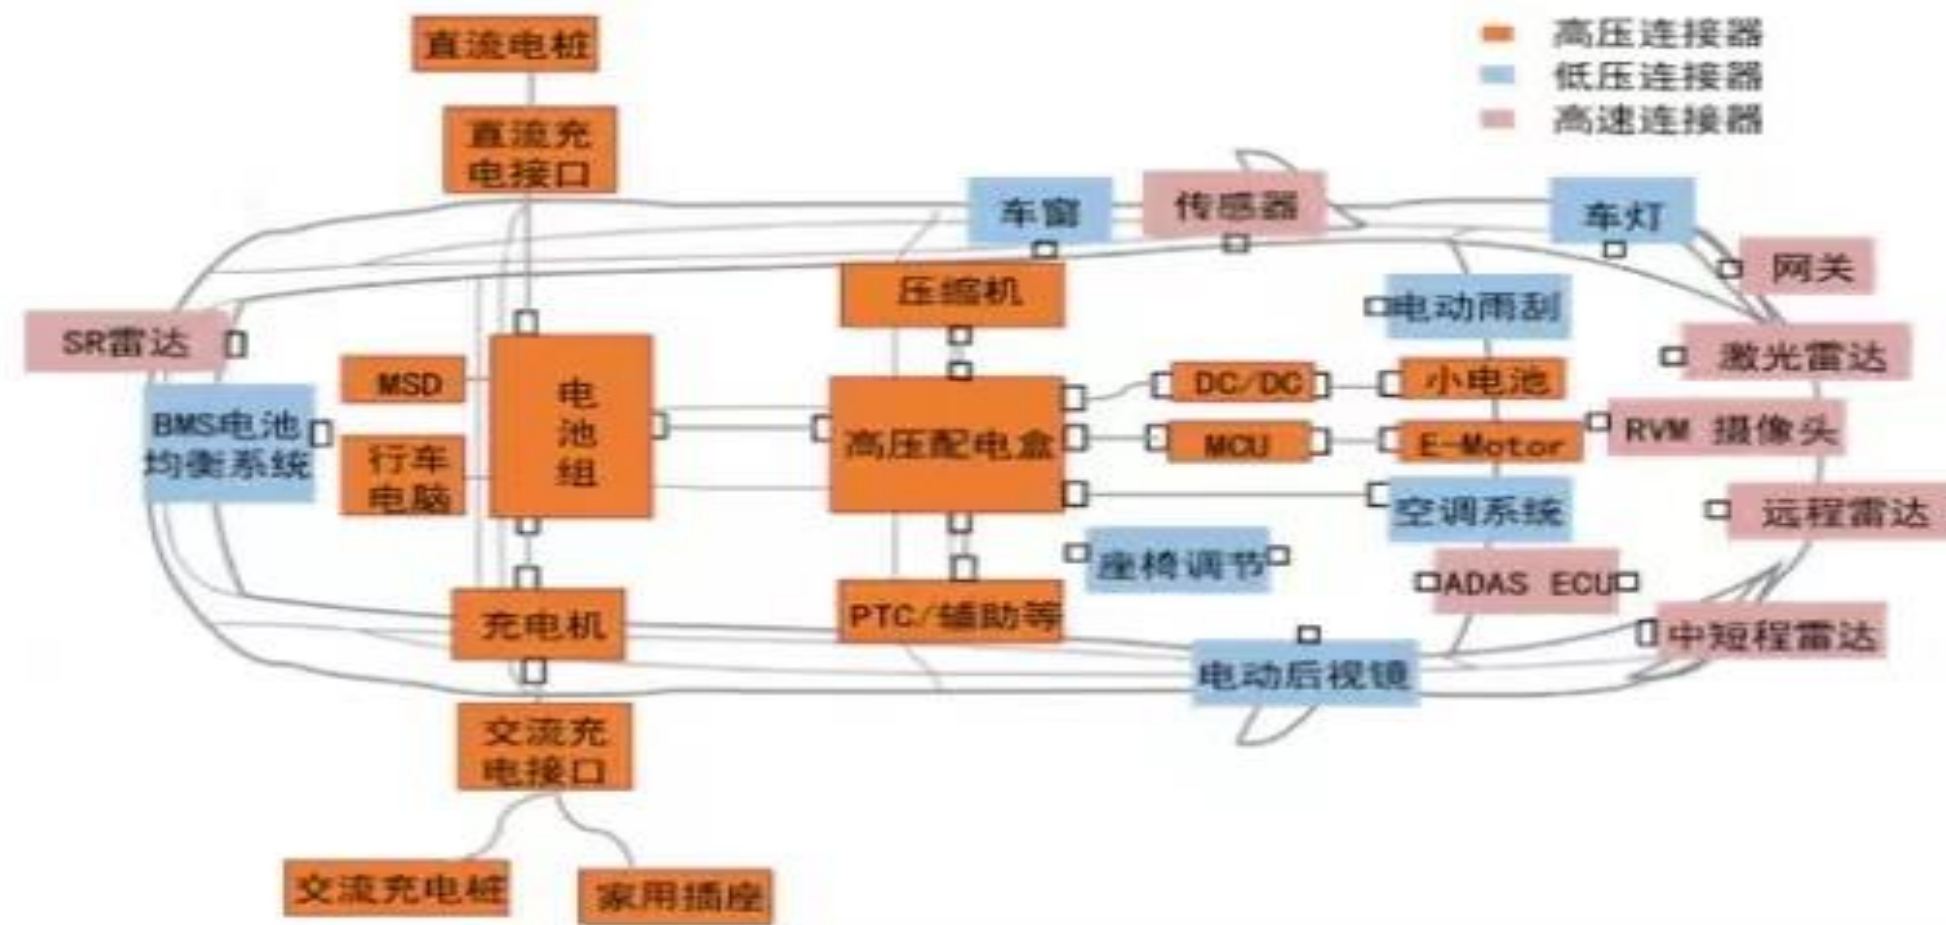 直流电桩
高压连接器
低压连接器
高速连接器
直流充
电接口
车窗
传感器
车灯
网关
压缩机
电动雨刮
SR雷达
激光雷达
MSD
电
池
组
DC/DC
小电池
BMS电池
均衡系统
行车
电脑
高压配电盒
MCU
E-Motor
RVM 摄像头
空调系统
远程雷达
座椅调节
ADAS ECU
充电机
PTC/辅助等
中短程雷达
电动后视镜
交流充
电接口
交流充电桩
家用插座